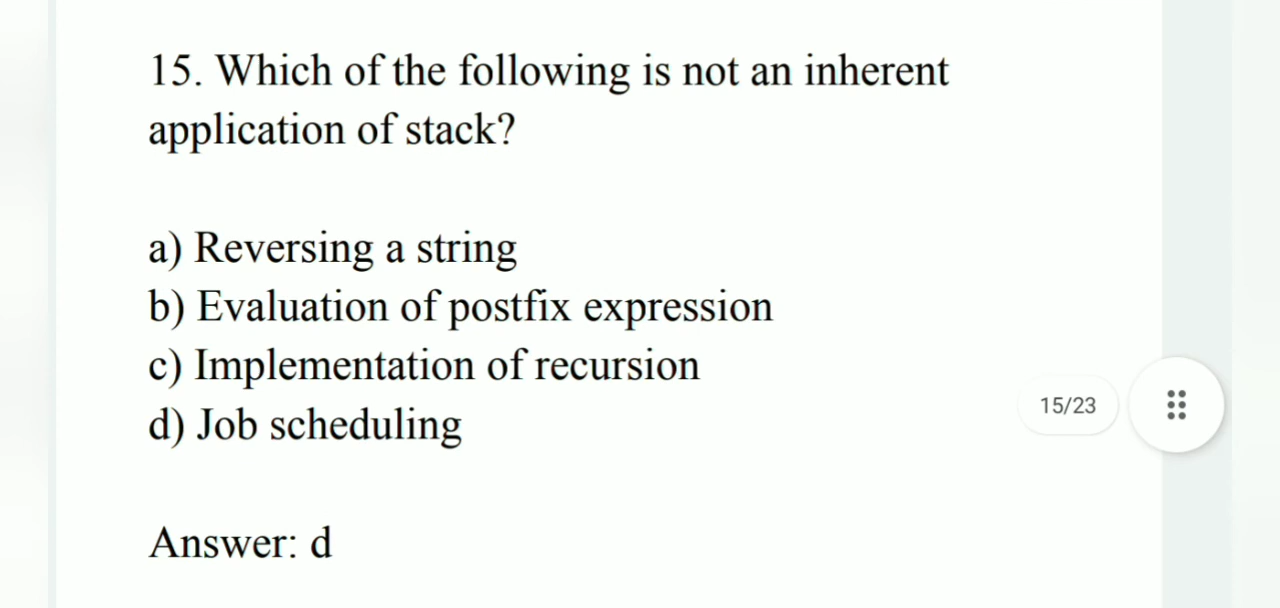 15. Which of the following is not an inherent
application of stack?
a) Reversing a string
b) Evaluation of postfix expression
c) Implementation of recursion
d) Job scheduling
15/23
Answer: d